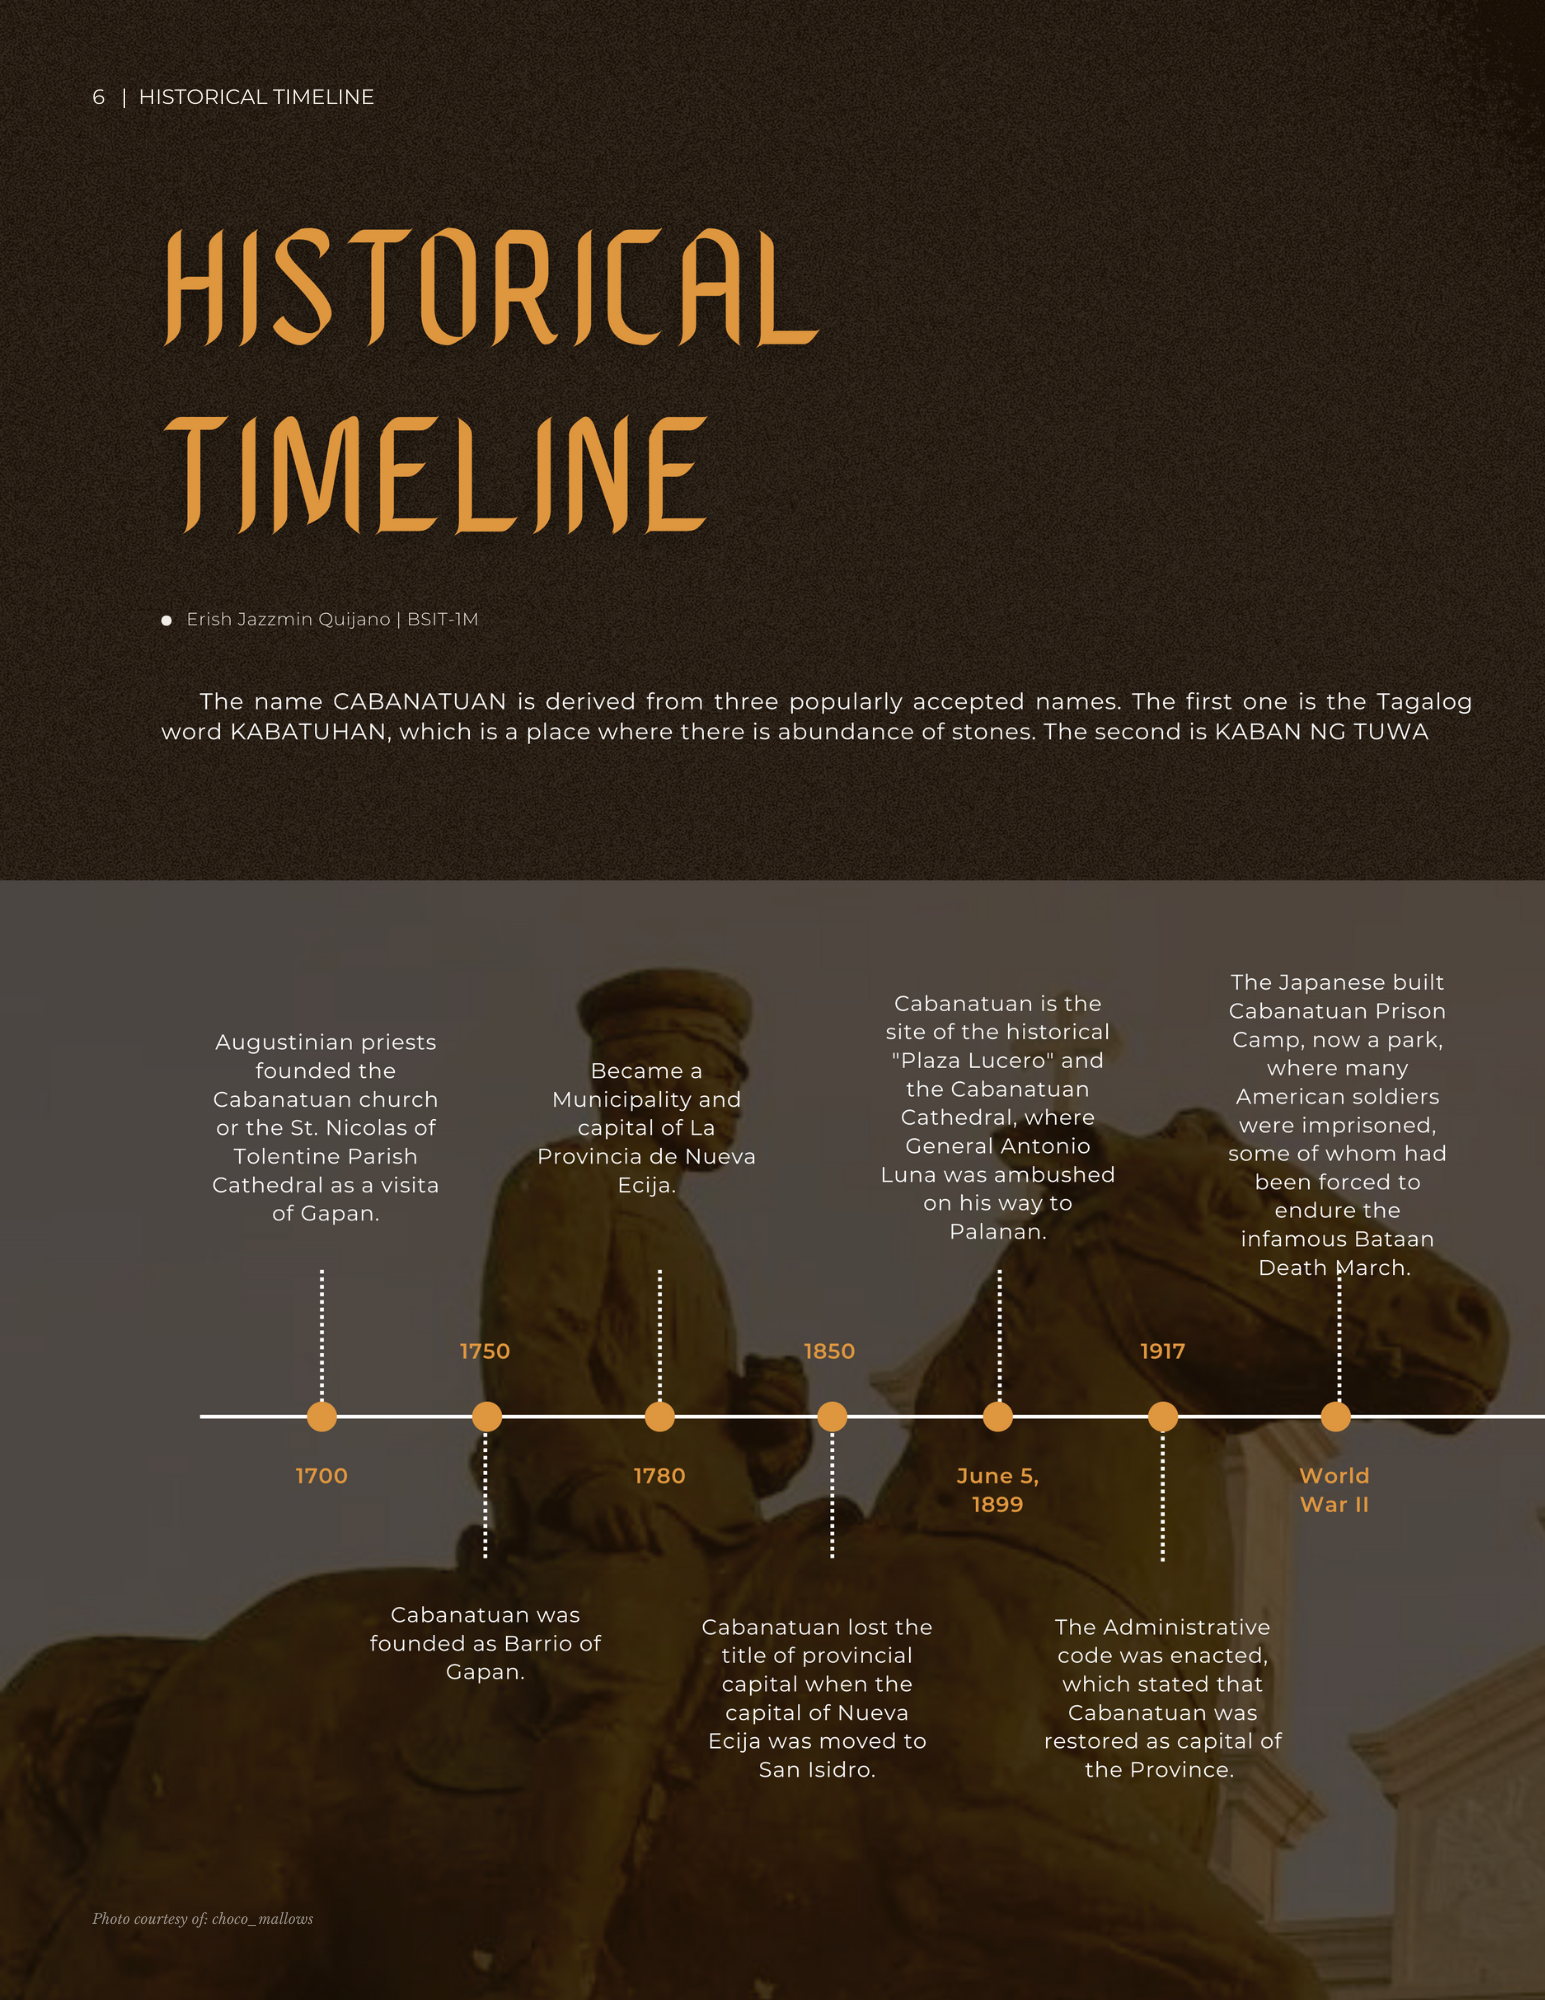 6 | HISTORICAL TIMELINE
HISTORICAL
TIMELINE
Erish Jazzmin Quijano | BSIT-1M
The name CABANATUAN is derived from three popularly accepted names. The first one is the Tagalog
word KABATUHAN, which is a place where there is abundance of stones. The second is KABAN NG TUWA
Augustinian priests
founded the
Cabanatuan church
or the St. Nicolas of
Tolentine Parish
Cathedral as a visita
of Gapan.
1700
1750
Cabanatuan was
founded as Barrio of
Gapan.
Became a
Municipality and
capital of La
Provincia de Nueva
Ecija.
1780
1850
Cabanatuan lost the
title of provincial
capital when the
capital of Nueva
Ecija was moved to
San Isidro.
Cabanatuan is the
site of the historical
"Plaza Lucero" and
the Cabanatuan
Cathedral, where
General Antonio
Luna was ambushed
on his way to
Palanan.
June 5,
1899
1917
The Administrative
code was enacted,
which stated that
Cabanatuan was
restored as capital of
the Province.
The Japanese built
Cabanatuan Prison
Camp, now a park,
where many
American soldiers
were imprisoned,
some of whom had
been forced to
endure the
infamous Bataan
Death March.
World
War II
Photo courtesy of: choco_mallows